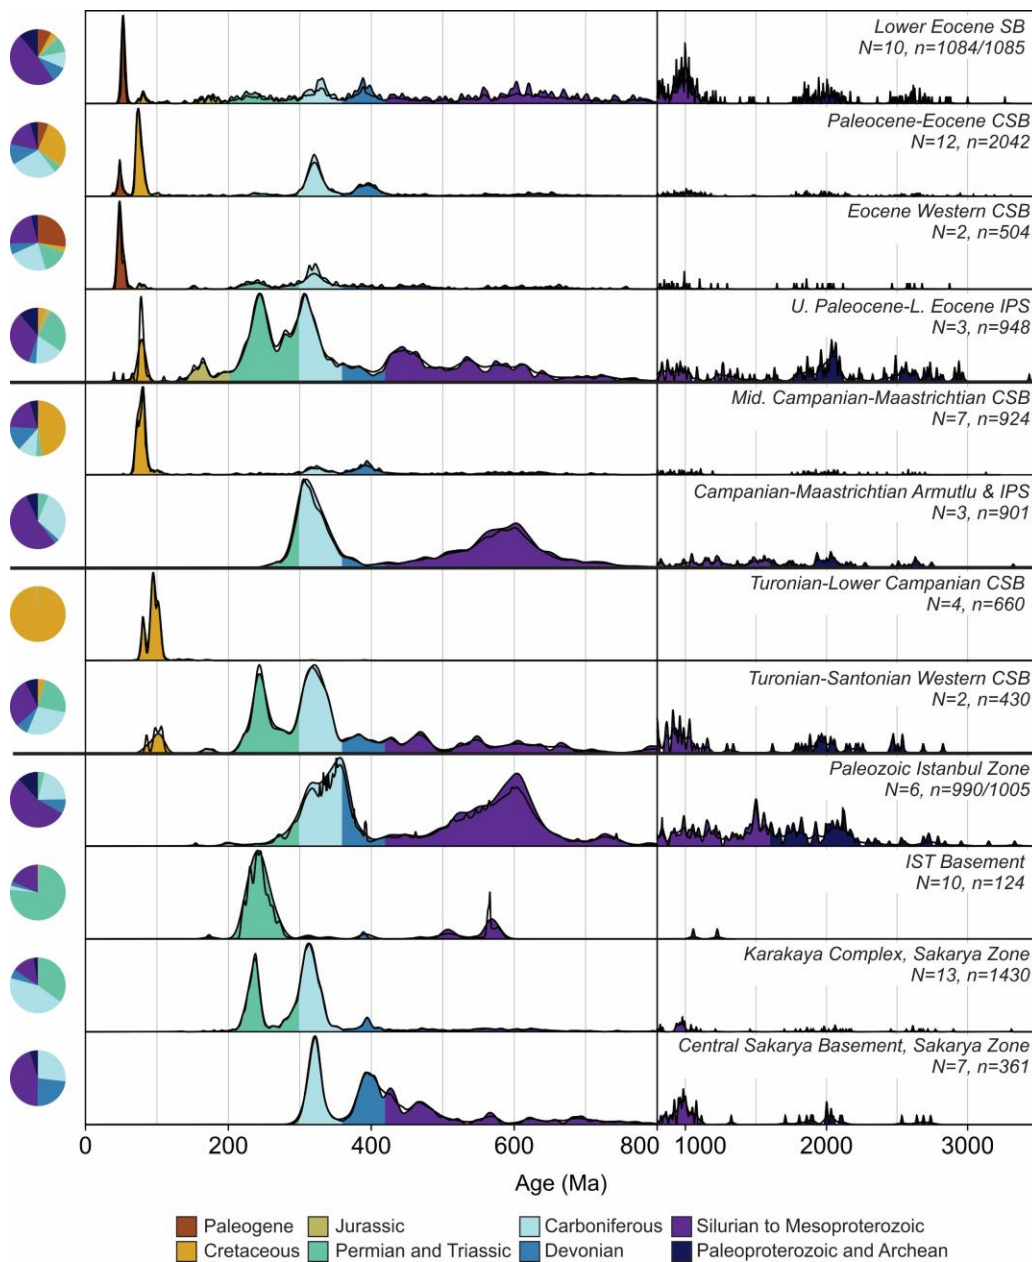 Lower Eocene SB
N=10, n=1084/1085
Paleocene-Eocene CSB
N=12, n=2042
Eocene Western CSB
N=2, n=504
U. Paleocene-L. Eocene IPS
N=3, n=948
Mid. Campanian-Maastrichtian CSB
N=7, n=924
Campanian-Maastrichtian Armutlu & IPS
N=3, n=901
Turonian-Lower Campanian CSB
N=4, n=660
Turonian-Santonian Western CSB
N=2, n=430
Paleozoic Istanbul Zone
N=6, n=990/1005
IST Basement
N=10, n=124
Karakaya Complex, Sakarya Zone
N=13, n=1430
Central Sakarya Basement, Sakarya Zone
N=7, n=361
0 200 400 600 800 1000 2000 3000
Age (Ma)
Paleogene Jurassic Carboniferous Silurian to Mesoproterozoic
Cretaceous Permian and Triassic Devonian Paleoproterozoic and Archean